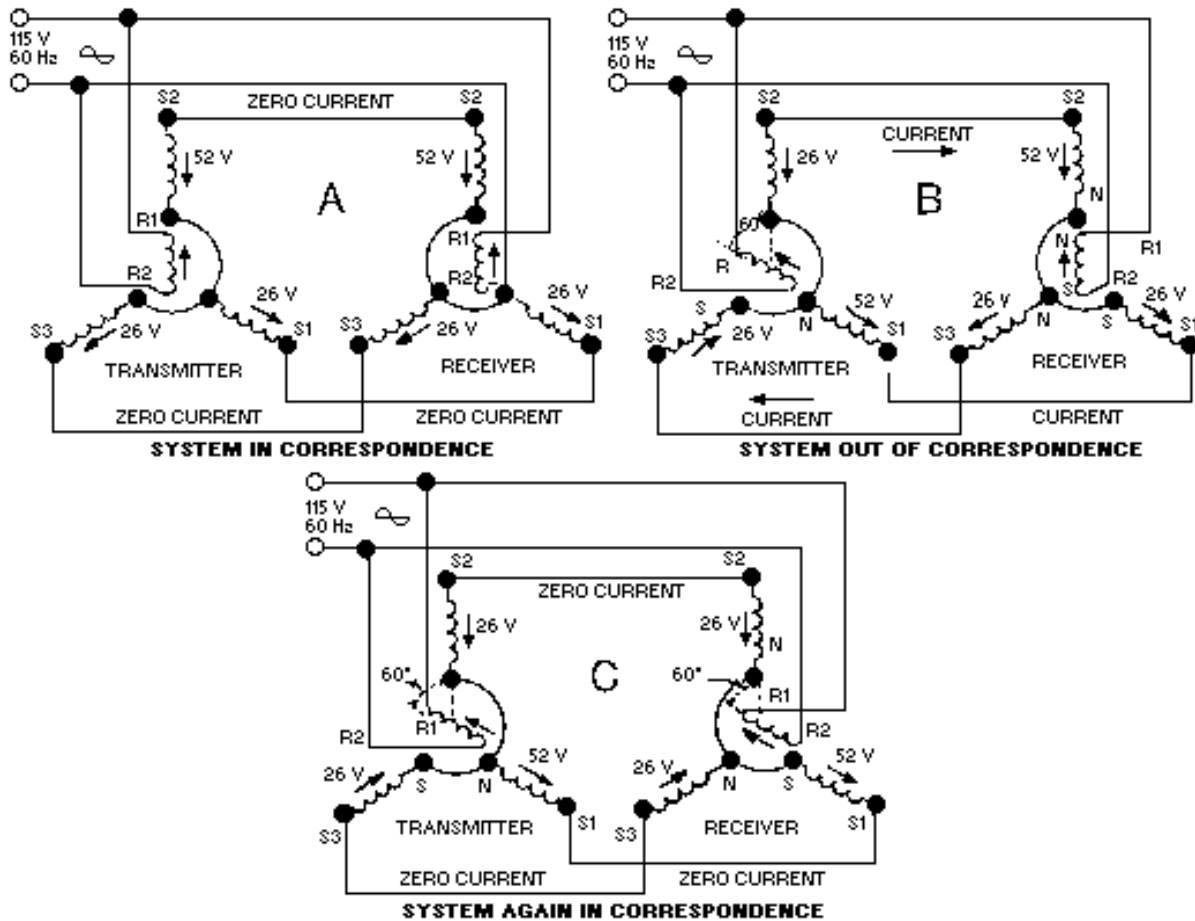 115 V
60 Hz
S2
ZERO CURRENT
S2
52 V
52 V
A
R1
R1
R2
R2
26 V
26 V
S3
26 V
S1
S3
26 V
S1
TRANSMITTER
RECEIVER
ZERO CURRENT
ZERO CURRENT
SYSTEM IN CORRESPONDENCE
115 V
60 Hz
S2
S2
CURRENT
26 V
52 V
B
N
60
R
N
R1
R2
S
R2
S
N
52 V
26 V
S3
26 V
S1
S3
26 V
N
S
S1
TRANSMITTER
RECEIVER
CURRENT
CURRENT
SYSTEM OUT OF CORRESPONDENCE
115 V
60 Hz
S2
S2
ZERO CURRENT
26 V
26 V
N
C
60°
60°
R1
R1
R2
R2
26 V
S
N
52 V
26 V
N
S
52 V
S3
S1
S3
S1
TRANSMITTER
RECEIVER
ZERO CURRENT
ZERO CURRENT
SYSTEM AGAIN IN CORRESPONDENCE